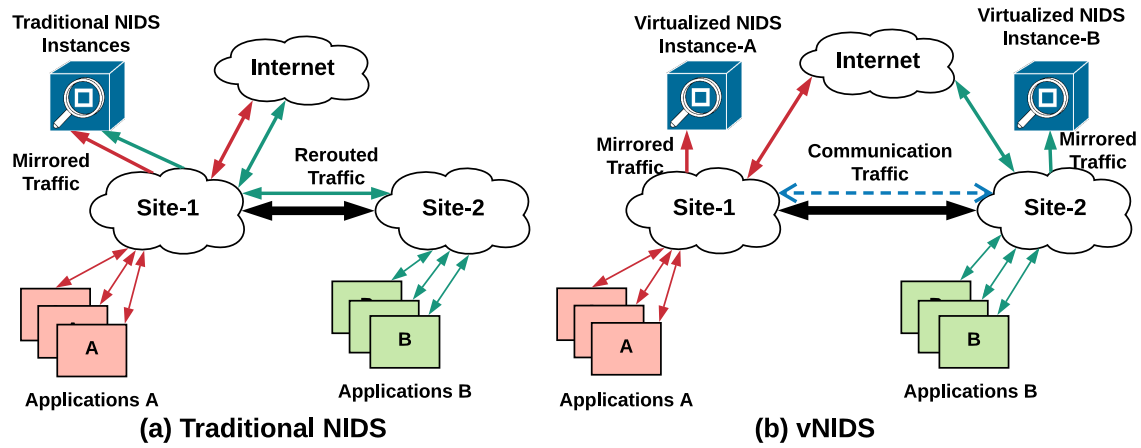 Traditional NIDS
Instances
Internet
Mirrored
Traffic
Rerouted
Traffic
Site-1
Site-2
A
B
Applications A
Applications B
(a) Traditional NIDS
Virtualized NIDS
Instance-A
Virtualized NIDS
Instance-B
Internet
Mirrored
Traffic
Communication
Traffic
Mirrored
Traffic
Site-1
Site-2
A
B
Applications A
Applications B
(b) vNIDS